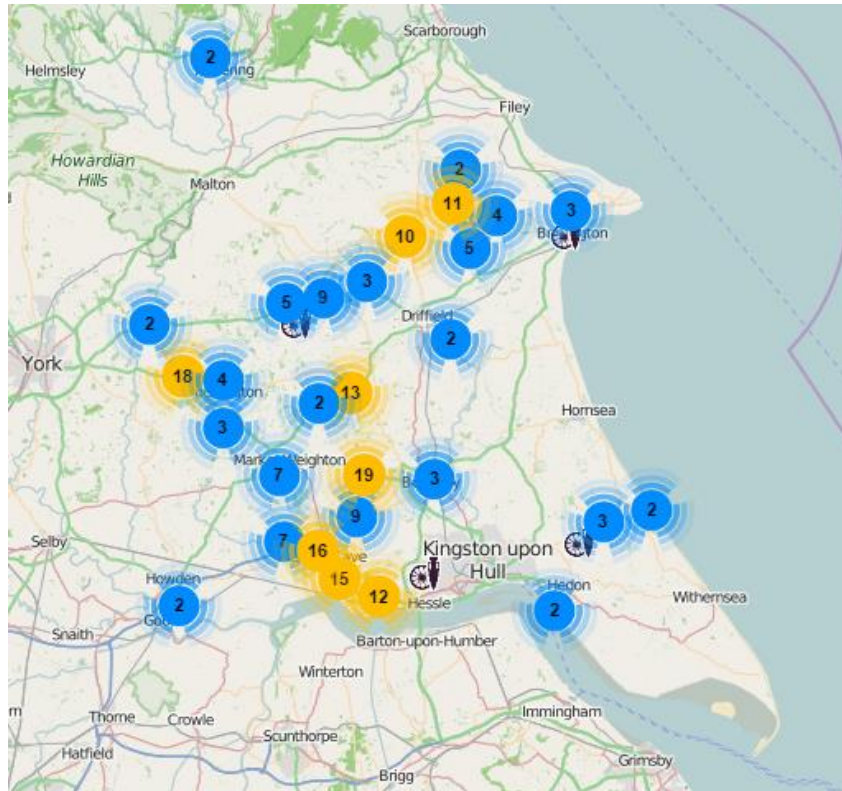 Scarborough
2
Helmsley
Filey
Howardian
Hills
Malton
2
11
4
3
10
5
3
5
9
2
Driffield
2
York
18
4
2
13
Hornsea
3
19
7
3
3
2
9
Selby
7
16
Kingston upon
Hull
15
Howden
12
Hessle
Hedon
2
2
Withernsea
Snaith
Barton-upon-Humber
Winterton
Thorne
Crowle
Immingham
Scunthorpe
Hatfield
Grimsby
Brigg